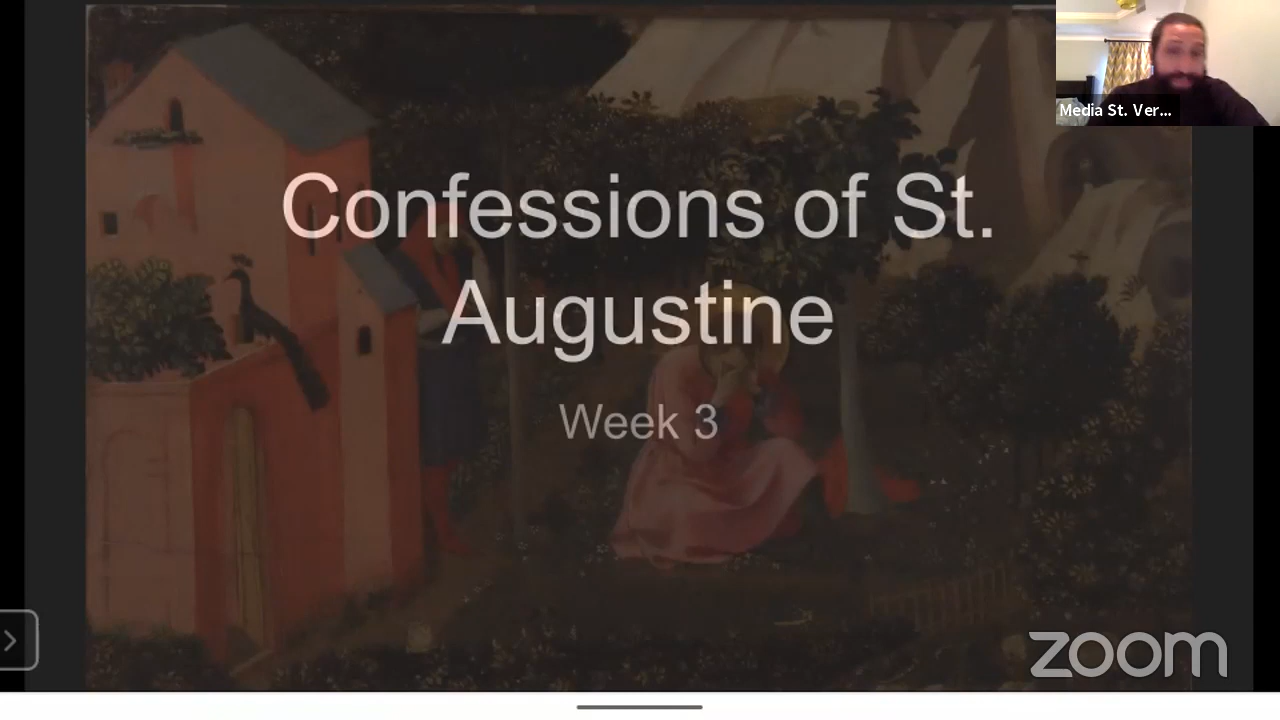 Confessions of St.
Augustine
Week 3
Media St. Ver...
zoom